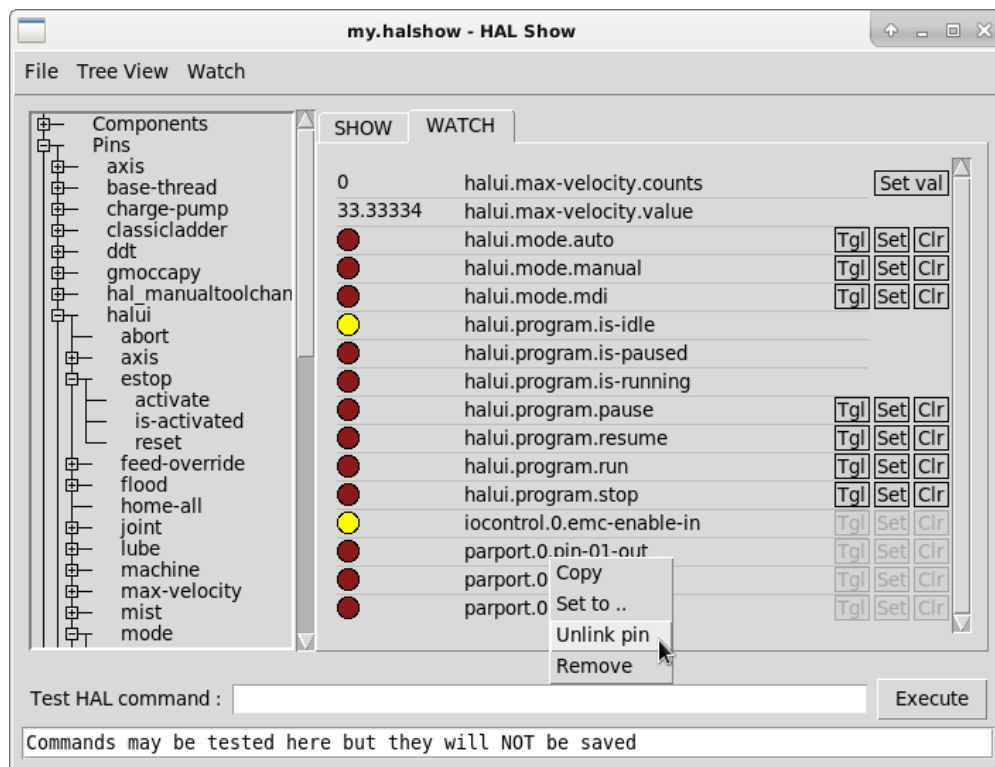 my.halshow - HAL Show
File Tree View Watch
Components
Pins
axis
base-thread
charge-pump
classicladder
ddt
gmoccapy
hal_manualtoolchan
halui
abort
axis
estop
activate
is-activated
reset
feed-override
flood
home-all
joint
lube
machine
max-velocity
mist
mode
SHOW WATCH
0 halui.max-velocity.counts Set val
33.33334 halui.max-velocity.value
halui.mode.auto Tgl Set Clr
halui.mode.manual Tgl Set Clr
halui.mode.mdi Tgl Set Clr
halui.program.is-idle
halui.program.is-paused
halui.program.is-running
halui.program.pause Tgl Set Clr
halui.program.resume Tgl Set Clr
halui.program.run Tgl Set Clr
halui.program.stop Tgl Set Clr
iocontrol.0.emc-enable-in Tgl Set Clr
parport.0.pin-01-out Tgl Set Clr
parport.0 Tgl Set Clr
parport.0 Tgl Set Clr
Copy
Set to ..
Unlink pin
Remove
Test HAL command : Execute
Commands may be tested here but they will NOT be saved